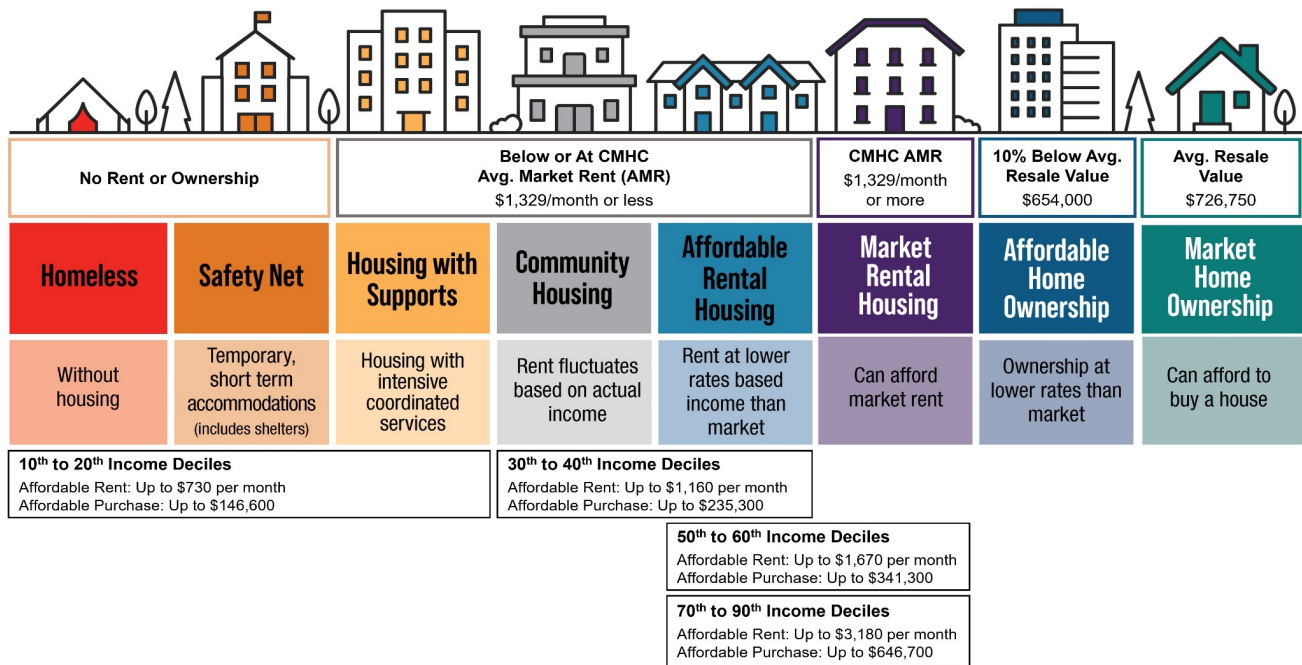 No Rent or Ownership
Below or At CMHC
Avg. Market Rent (AMR)
$1,329/month or less
CMHC AMR
$1,329/month
or more
10% Below Avg.
Resale Value
$654,000
Avg. Resale
Value
$726,750
Homeless
Safety Net
Housing with
Supports
Community
Housing
Affordable
Rental
Housing
Market
Rental
Housing
Affordable
Home
Ownership
Market
Home
Ownership
Without
housing
Temporary,
short term
accommodations
(includes shelters)
Housing with
intensive
coordinated
services
Rent fluctuates
based on actual
income
Rent at lower
rates based
income than
market
Can afford
market rent
Ownership at
lower rates than
market
Can afford to
buy a house
10th to 20th Income Deciles
Affordable Rent: Up to $730 per month
Affordable Purchase: Up to $146,600
30th to 40th Income Deciles
Affordable Rent: Up to $1,160 per month
Affordable Purchase: Up to $235,300
50th to 60th Income Deciles
Affordable Rent: Up to $1,670 per month
Affordable Purchase: Up to $341,300
70th to 90th Income Deciles
Affordable Rent: Up to $3,180 per month
Affordable Purchase: Up to $646,700